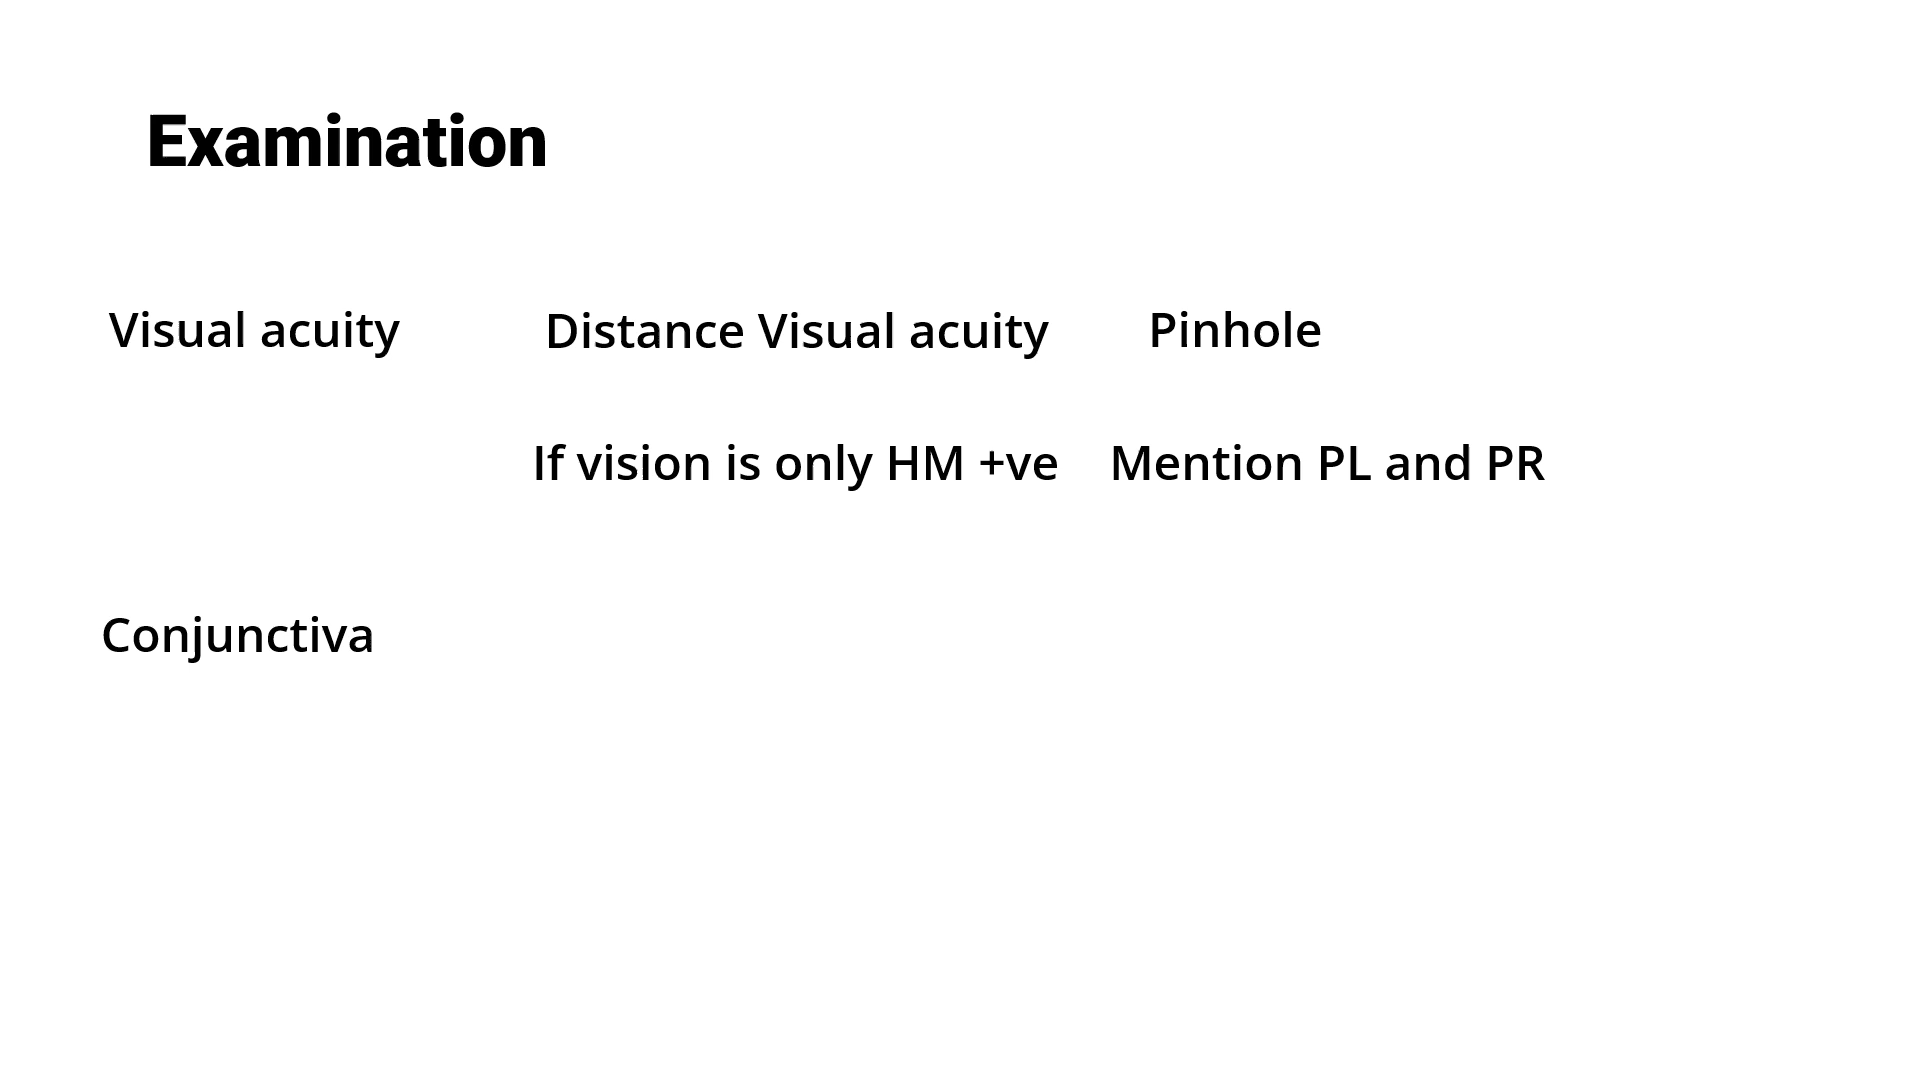 Examination
Visual acuity Distance Visual acuity Pinhole
If vision is only HM +ve Mention PL and PR
Conjunctiva